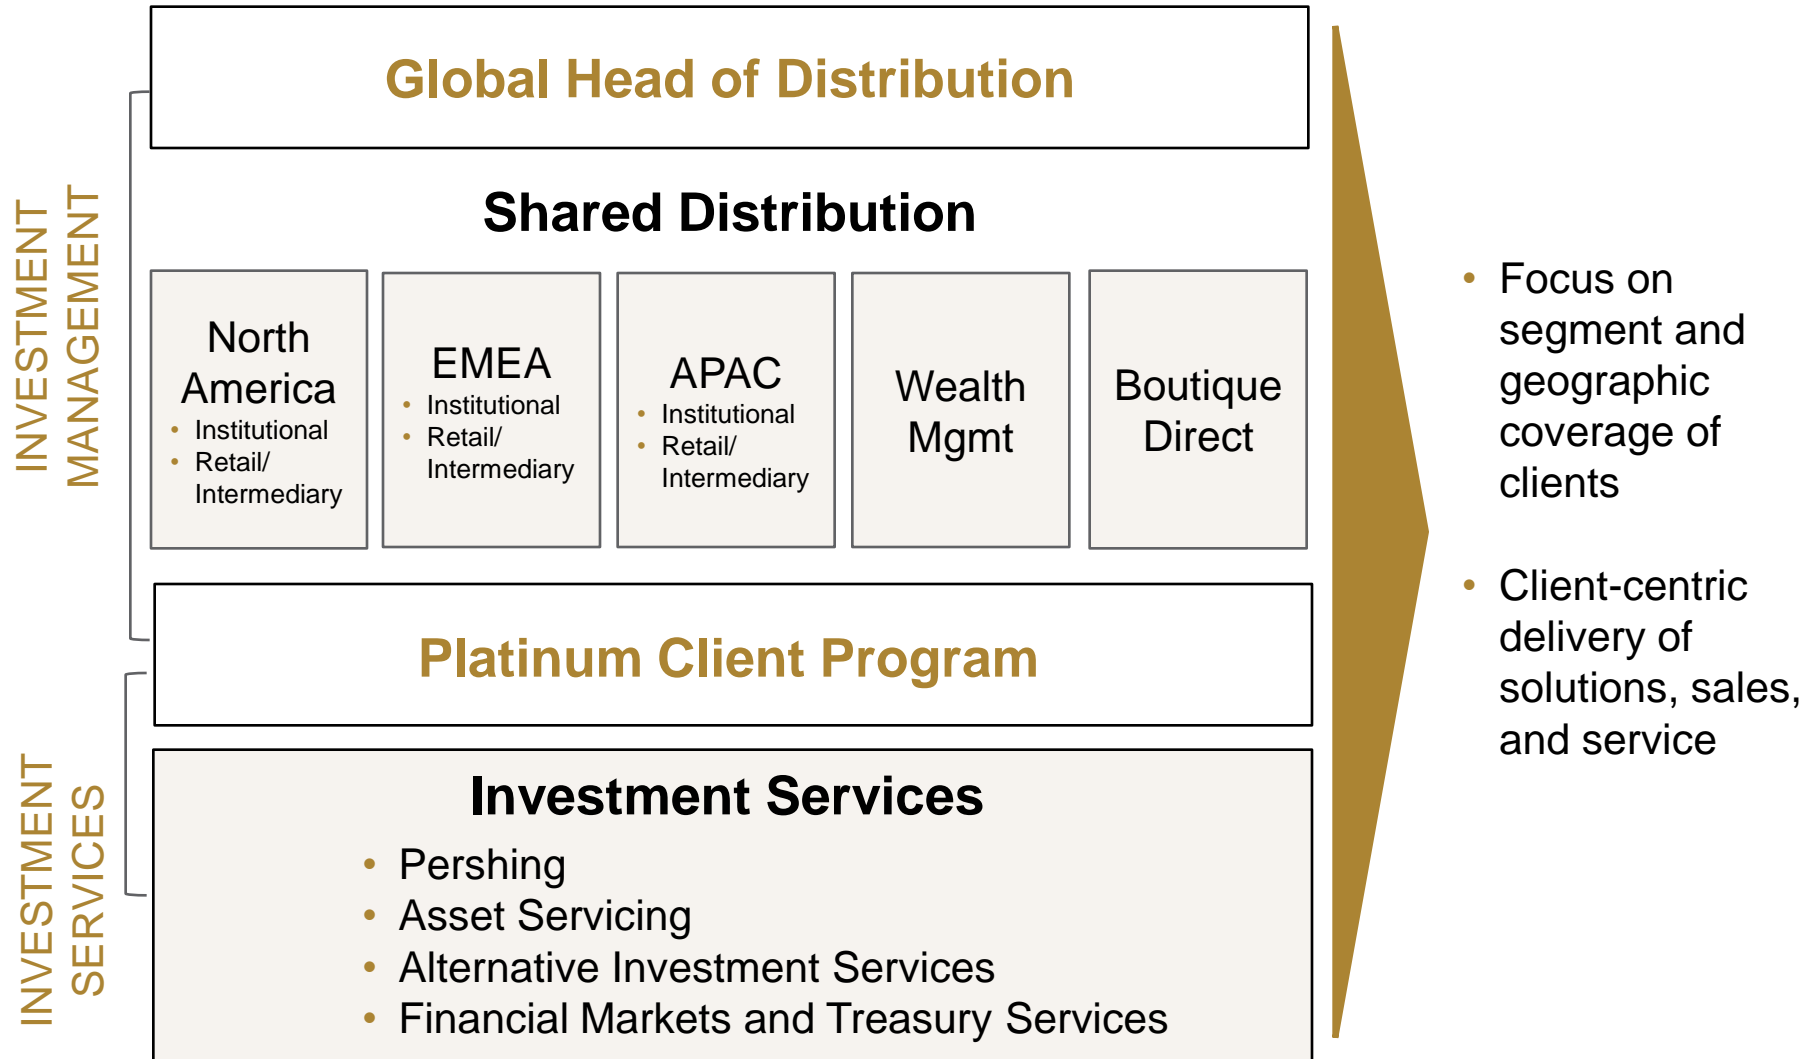 Global Head of Distribution
INVESTMENT
MANAGEMENT
Shared Distribution
North
America
• Institutional
• Retail/
Intermediary
EMEA
• Institutional
• Retail/
Intermediary
APAC
• Institutional
• Retail/
Intermediary
Wealth
Mgmt
Boutique
Direct
Platinum Client Program
INVESTMENT
SERVICES
Investment Services
• Pershing
• Asset Servicing
• Alternative Investment Services
• Financial Markets and Treasury Services
• Focus on
segment and
geographic
coverage of
clients
• Client-centric
delivery of
solutions, sales,
and service